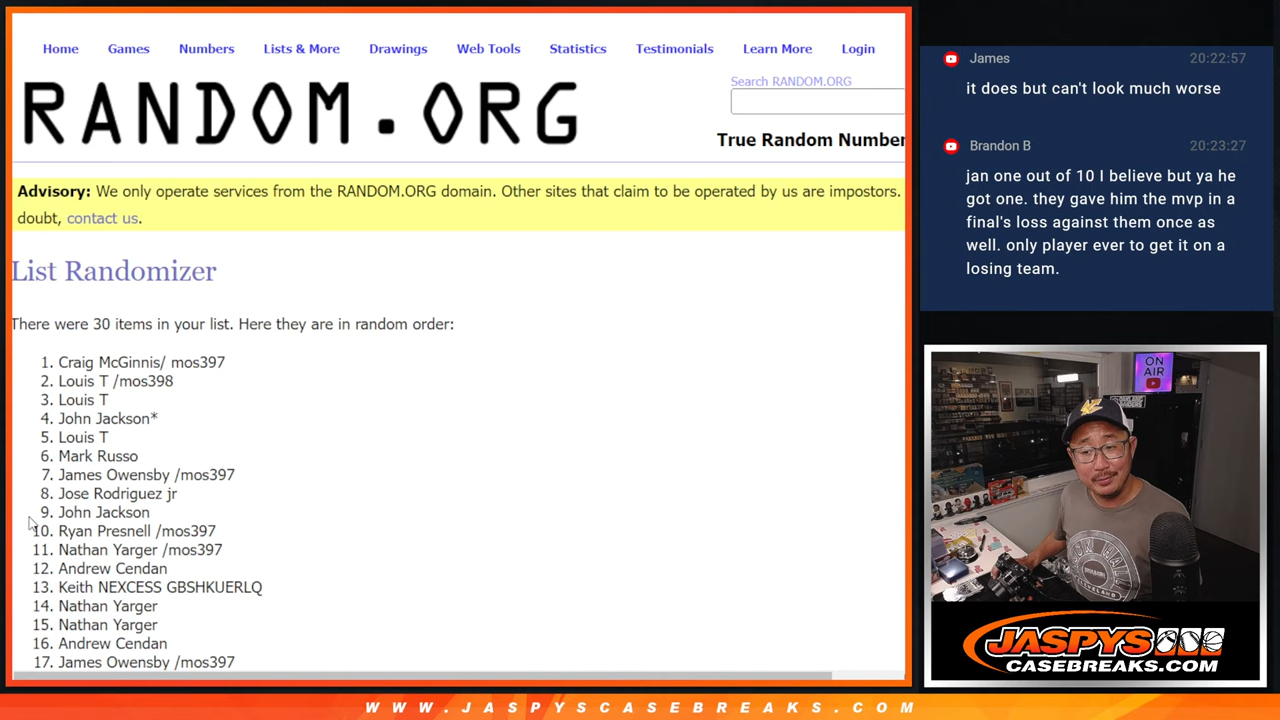 Home Games Numbers Lists & More Drawings Web Tools Statistics Testimonials Learn More Login
RANDOM.ORG
Search RANDOM.ORG
True Random Number
Advisory: We only operate services from the RANDOM.ORG domain. Other sites that claim to be operated by us are impostors.
doubt, contact us.
List Randomizer
There were 30 items in your list. Here they are in random order:
1. Craig McGinnis/ mos397
2. Louis T /mos398
3. Louis T
4. John Jackson*
5. Louis T
6. Mark Russo
7. James Owensby /mos397
8. Jose Rodriguez jr
9. John Jackson
10. Ryan Presnell /mos397
11. Nathan Yarger /mos397
12. Andrew Cendan
13. Keith NEXCESS GBSHKUERLQ
14. Nathan Yarger
15. Nathan Yarger
16. Andrew Cendan
17. James Owensby /mos397
James 20:22:57
it does but can't look much worse
Brandon B 20:23:27
jan one out of 10 I believe but ya he
got one. they gave him the mvp in a
final's loss against them once as
well. only player ever to get it on a
losing team.
ON
AIR
CLEVELAND
JASPYS
CASEBREAKS.COM
WWW.JASPYSCASEBREAKS.COM